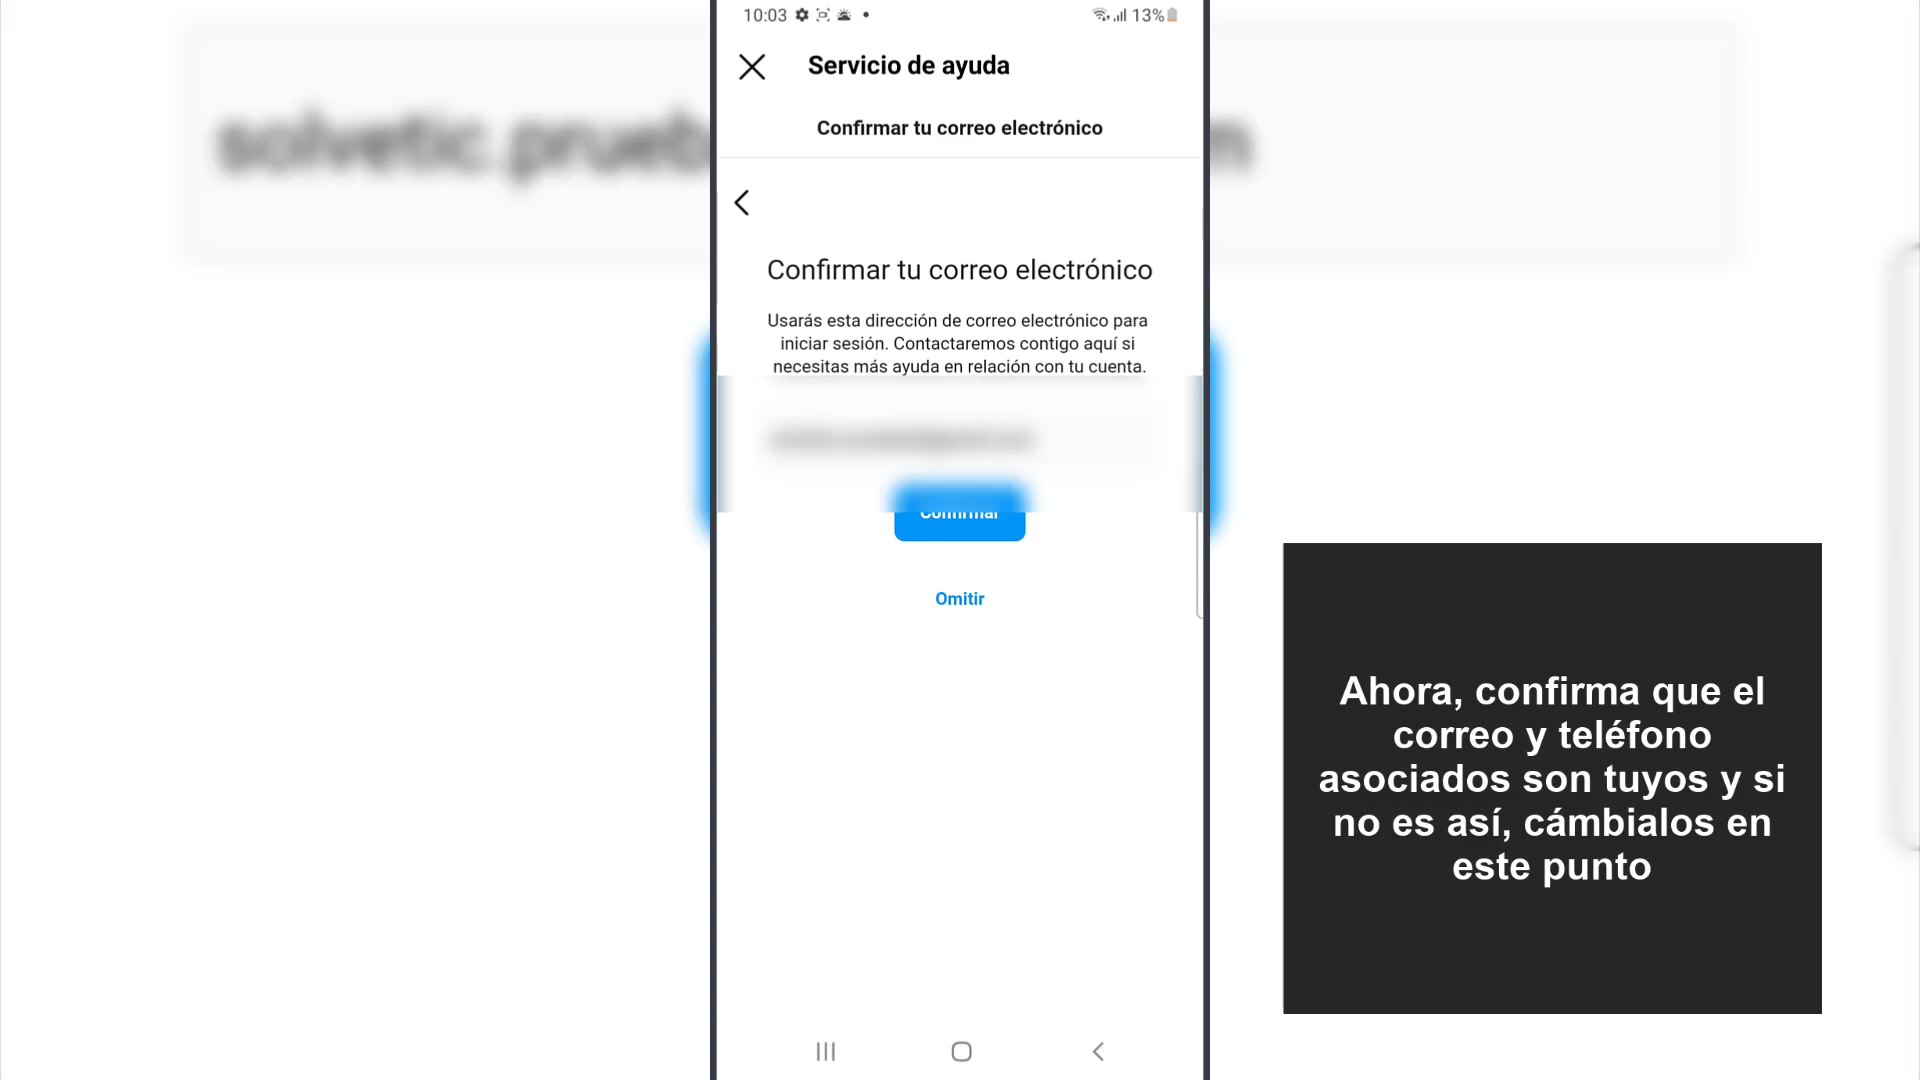 10:03
13%
Servicio de ayuda
Confirmar tu correo electrónico
Confirmar tu correo electrónico
Usarás esta dirección de correo electrónico para
iniciar sesión. Contactaremos contigo aquí si
necesitas más ayuda en relación con tu cuenta.
Confirmar
Omitir
Ahora, confirma que el
correo y teléfono
asociados son tuyos y si
no es así, cámbialos en
este punto